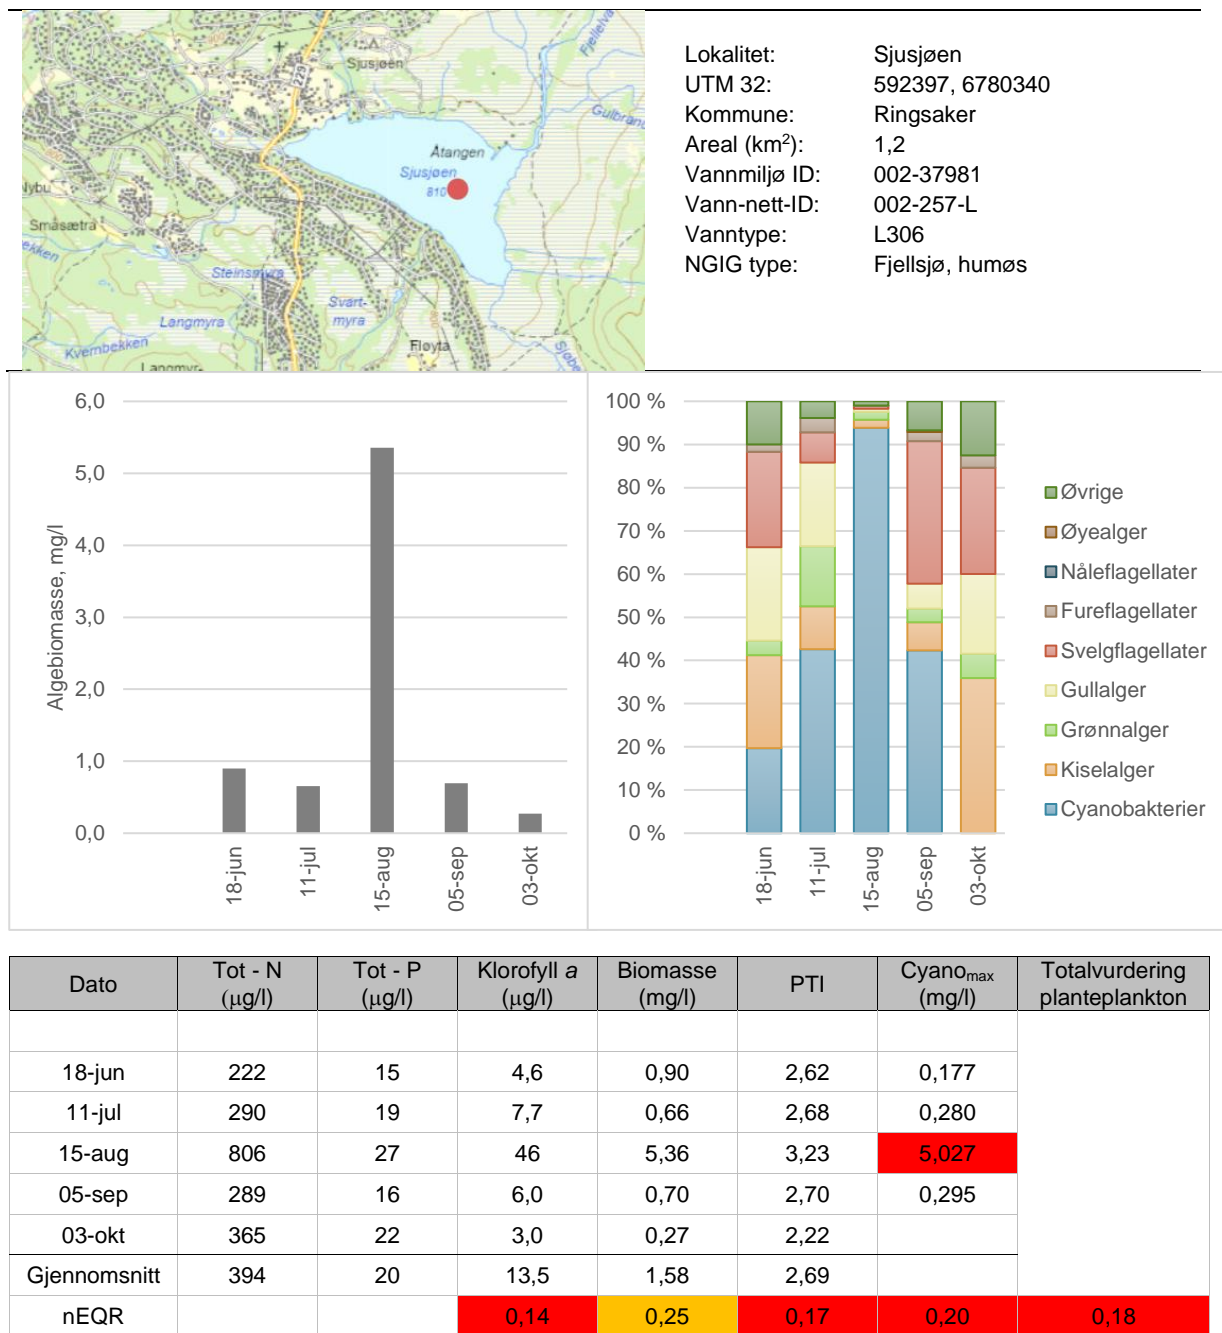 Sjusjøen
229
Fjellelva
Gulbran
Åtangen
Sjusjøen
810
Nybu
Småsætra
ekken
Steinsmyra
Svart-
myra
Langmyra
Kvernbekken
Fløyta
Langmyr-
Sjøbe
Lokalitet: Sjusjøen
UTM 32: 592397, 6780340
Kommune: Ringsaker
Areal (km²): 1,2
Vannmiljø ID: 002-37981
Vann-nett-ID: 002-257-L
Vanntype: L306
NGIG type: Fjellsjø, humøs
Algebiomasse, mg/l
6,0
5,0
4,0
3,0
2,0
1,0
0,0
18-jun 11-jul 15-aug 05-sep 03-okt
100 %
90 %
80 %
70 %
60 %
50 %
40 %
30 %
20 %
10 %
0 %
18-jun 11-jul 15-aug 05-sep 03-okt
Øvrige
Øyealger
Nåleflagellater
Fureflagellater
Svelgflagellater
Gullalger
Grønnalger
Kiselalger
Cyanobakterier
Dato Tot - N (µg/l) Tot - P (µg/l) Klorofyll a (µg/l) Biomasse (mg/l) PTI Cyanomax (mg/l) Totalvurdering planteplankton
18-jun 222 15 4,6 0,90 2,62 0,177
11-jul 290 19 7,7 0,66 2,68 0,280
15-aug 806 27 46 5,36 3,23 5,027
05-sep 289 16 6,0 0,70 2,70 0,295
03-okt 365 22 3,0 0,27 2,22
Gjennomsnitt 394 20 13,5 1,58 2,69
nEQR 0,14 0,25 0,17 0,20 0,18